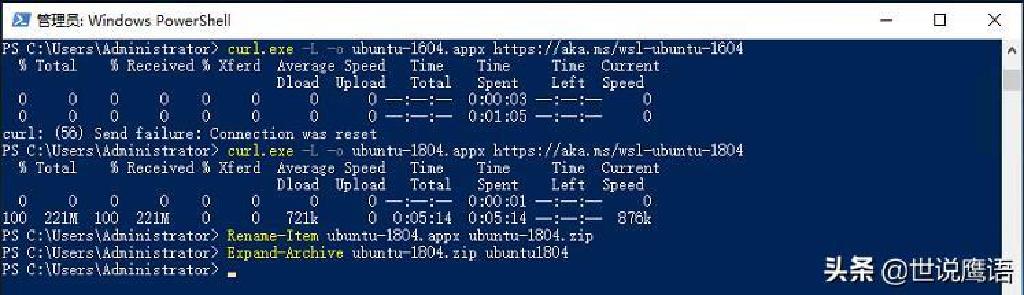 管理员: Windows PowerShell
PS C:\Users\Administrator> curl.exe -L -o ubuntu-1604.appx https://aka.ms/wsl-ubuntu-1604
% Total % Received % Xferd Average Speed Time Time Time Current
Dload Upload Total Spent Left Speed
0 0 0 0 0 0 0 0 --:--:-- 0:00:03 --:--:-- 0
0 0 0 0 0 0 0 0 --:--:-- 0:01:05 --:--:-- 0
curl: (56) Send failure: Connection was reset
PS C:\Users\Administrator> curl.exe -L -o ubuntu-1804.appx https://aka.ms/wsl-ubuntu-1804
% Total % Received % Xferd Average Speed Time Time Time Current
Dload Upload Total Spent Left Speed
0 0 0 0 0 0 0 0 --:--:-- 0:00:01 --:--:-- 0
100 221M 100 221M 0 0 721k 0 0:05:14 0:05:14 --:--:-- 876k
PS C:\Users\Administrator> Rename-Item ubuntu-1804.appx ubuntu-1804.zip
PS C:\Users\Administrator> Expand-Archive ubuntu-1804.zip ubuntu1804
PS C:\Users\Administrator>
头条 @世说鹰语